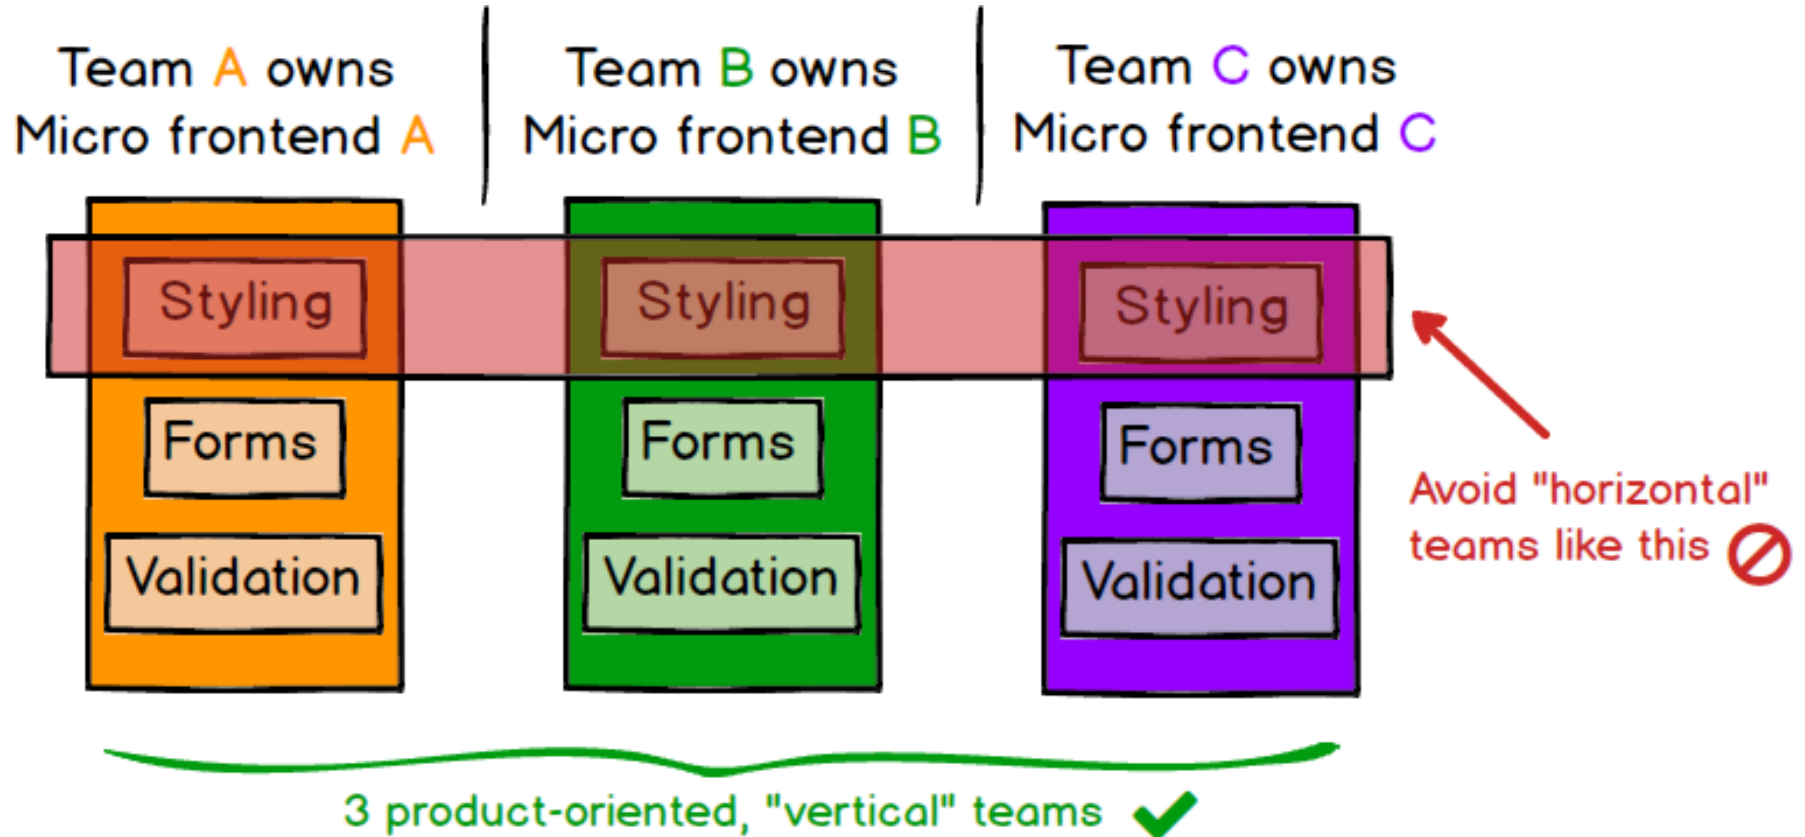 Team A owns
Micro frontend A
Team B owns
Micro frontend B
Team C owns
Micro frontend C
Styling
Forms
Validation
Styling
Forms
Validation
Styling
Forms
Validation
Avoid "horizontal"
teams like this
3 product-oriented, "vertical" teams